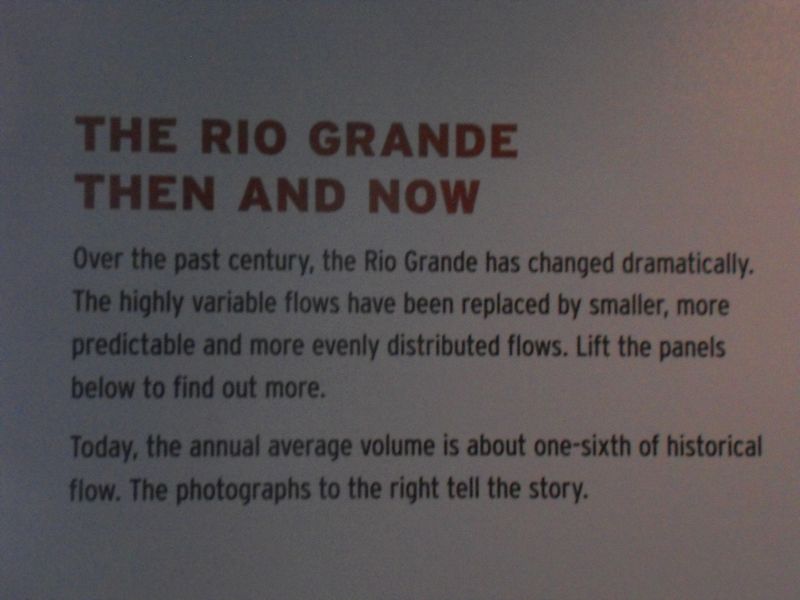 THE RIO GRANDE
THEN AND NOW
Over the past century, the Rio Grande has changed dramatically.
The highly variable flows have been replaced by smaller, more
predictable and more evenly distributed flows. Lift the panels
below to find out more.
Today, the annual average volume is about one-sixth of historical
flow. The photographs to the right tell the story.